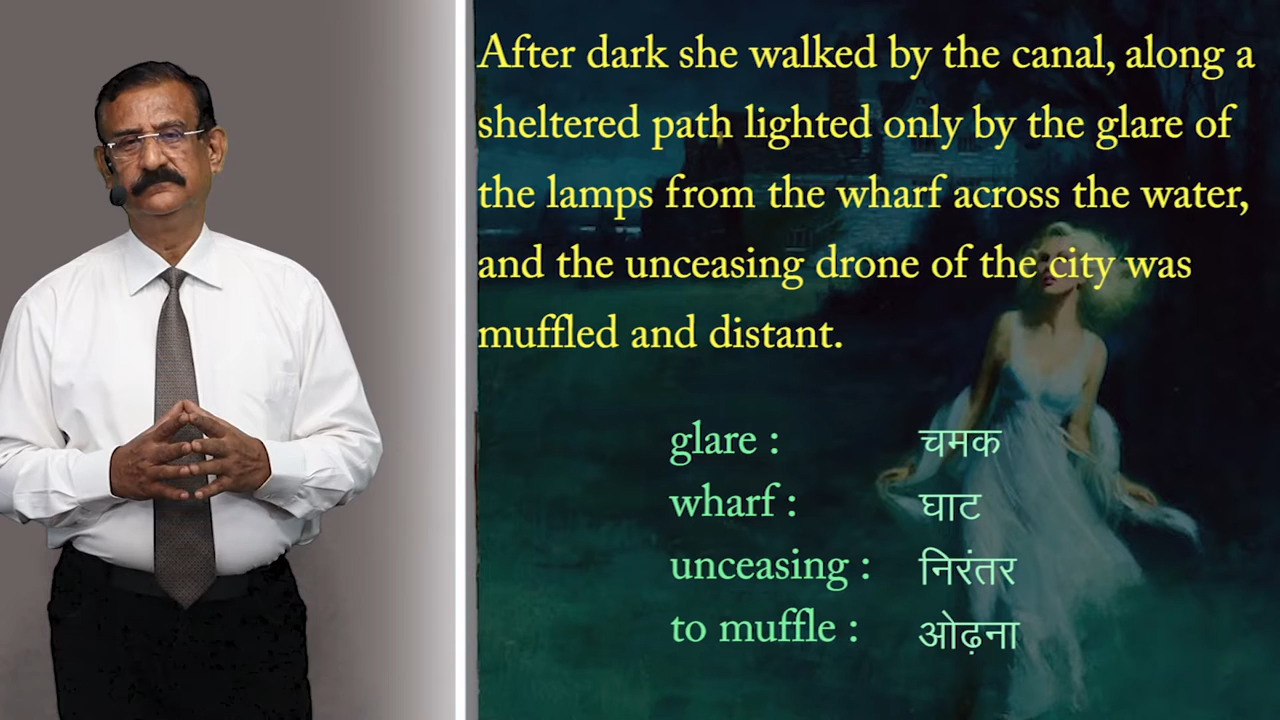 After dark she walked by the canal, along a
sheltered path lighted only by the glare of
the lamps from the wharf across the water,
and the unceasing drone of the city was
muffled and distant.
glare : चमक
wharf : घाट
unceasing : निरंतर
to muffle : ओढ़ना